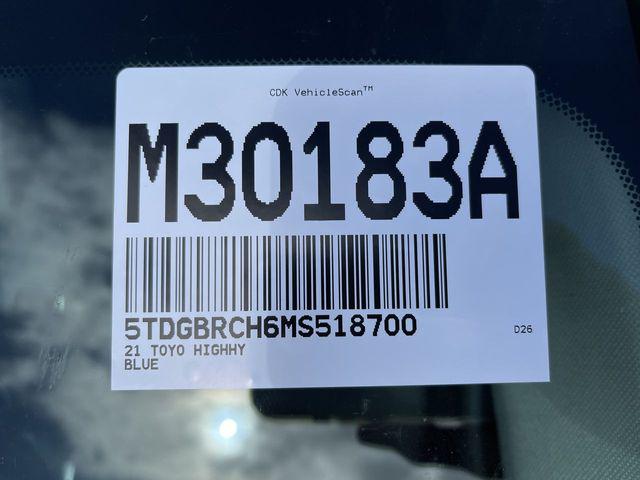 CDK VehicleScan™
M30183A
5TDGBRCH6MS518700
21 TOYO HIGHHY
BLUE
D26